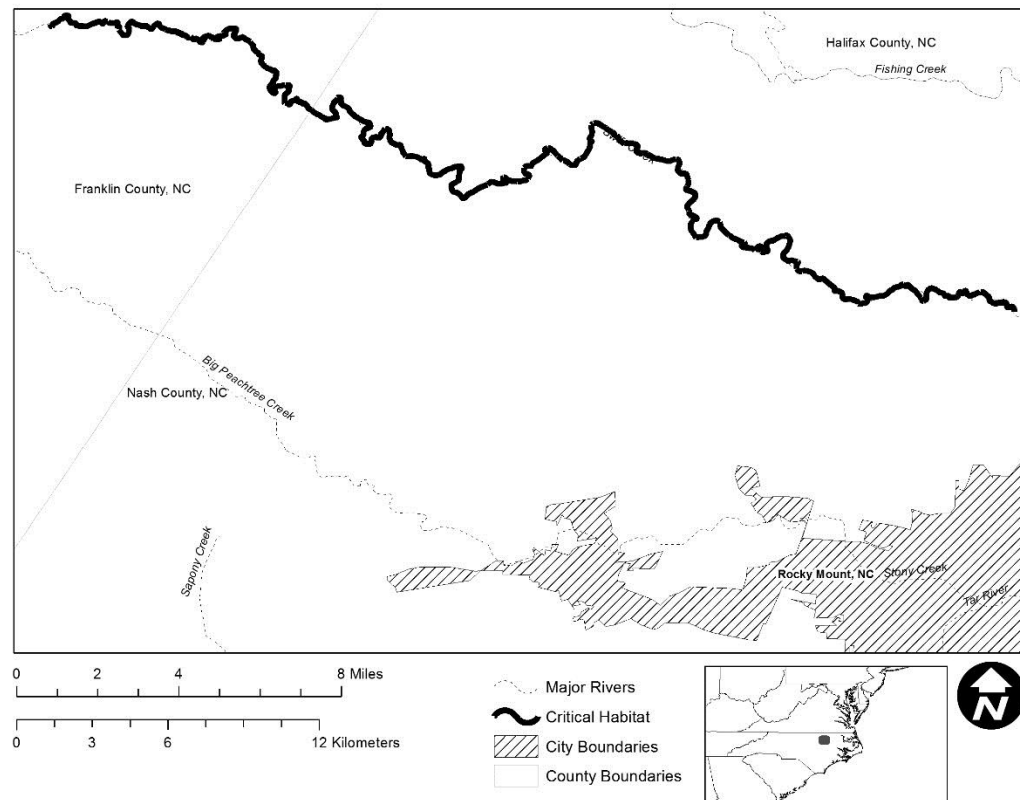 Halifax County, NC
Fishing Creek
Franklin County, NC
Big Peachtree Creek
Nash County, NC
Sapony Creek
Rocky Mount, NC
Stony Creek
Tar River
0 2 4 8 Miles
0 3 6 12 Kilometers
Major Rivers
Critical Habitat
City Boundaries
County Boundaries
N